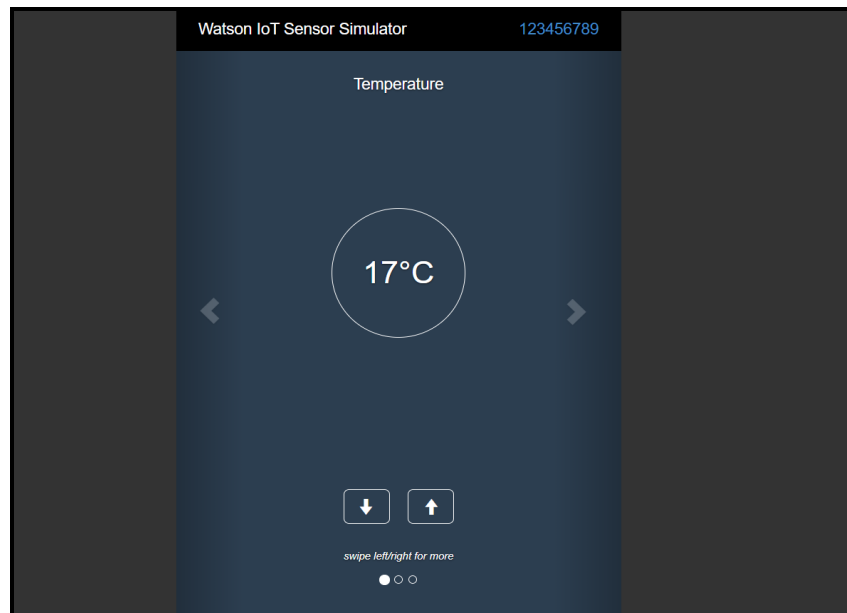 Watson IoT Sensor Simulator 123456789
Temperature
17°C
swipe left/right for more